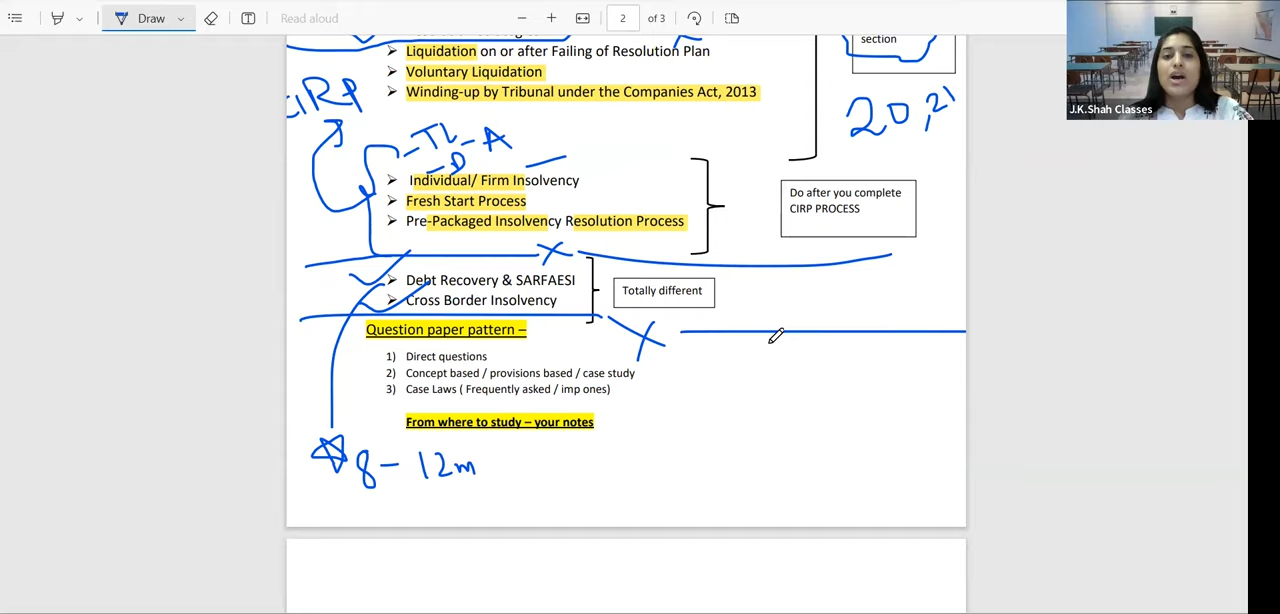 Draw
Read aloud
2 of 3
J.K.Shah Classes
section
Liquidation on or after Failing of Resolution Plan
Voluntary Liquidation
Winding-up by Tribunal under the Companies Act, 2013
CIRP
20, 21
- TL - A
- D
Individual/ Firm Insolvency
Fresh Start Process
Pre-Packaged Insolvency Resolution Process
Do after you complete
CIRP PROCESS
Debt Recovery & SARFAESI
Cross Border Insolvency
Totally different
Question paper pattern –
1) Direct questions
2) Concept based / provisions based / case study
3) Case Laws ( Frequently asked / imp ones)
From where to study – your notes
8 - 12m